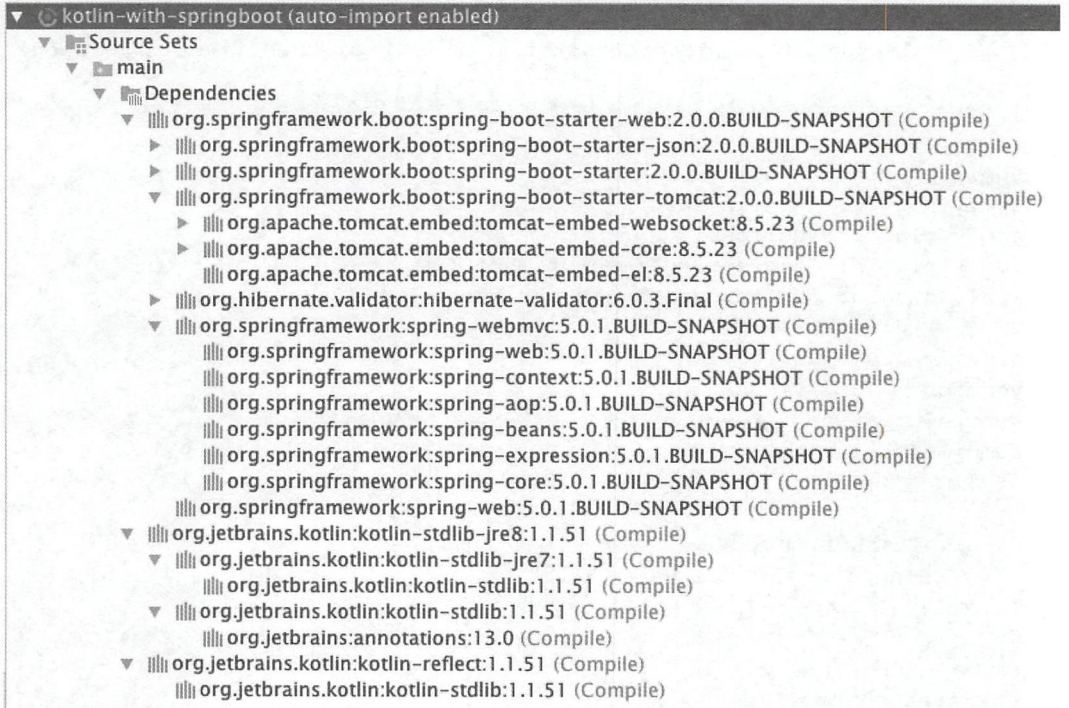 kotlin-with-springboot (auto-import enabled)
Source Sets
main
Dependencies
org.springframework.boot:spring-boot-starter-web:2.0.0.BUILD-SNAPSHOT (Compile)
org.springframework.boot:spring-boot-starter-json:2.0.0.BUILD-SNAPSHOT (Compile)
org.springframework.boot:spring-boot-starter:2.0.0.BUILD-SNAPSHOT (Compile)
org.springframework.boot:spring-boot-starter-tomcat:2.0.0.BUILD-SNAPSHOT (Compile)
org.apache.tomcat.embed:tomcat-embed-websocket:8.5.23 (Compile)
org.apache.tomcat.embed:tomcat-embed-core:8.5.23 (Compile)
org.apache.tomcat.embed:tomcat-embed-el:8.5.23 (Compile)
org.hibernate.validator:hibernate-validator:6.0.3.Final (Compile)
org.springframework:spring-webmvc:5.0.1.BUILD-SNAPSHOT (Compile)
org.springframework:spring-web:5.0.1.BUILD-SNAPSHOT (Compile)
org.springframework:spring-context:5.0.1.BUILD-SNAPSHOT (Compile)
org.springframework:spring-aop:5.0.1.BUILD-SNAPSHOT (Compile)
org.springframework:spring-beans:5.0.1.BUILD-SNAPSHOT (Compile)
org.springframework:spring-expression:5.0.1.BUILD-SNAPSHOT (Compile)
org.springframework:spring-core:5.0.1.BUILD-SNAPSHOT (Compile)
org.springframework:spring-web:5.0.1.BUILD-SNAPSHOT (Compile)
org.jetbrains.kotlin:kotlin-stdlib-jre8:1.1.51 (Compile)
org.jetbrains.kotlin:kotlin-stdlib-jre7:1.1.51 (Compile)
org.jetbrains.kotlin:kotlin-stdlib:1.1.51 (Compile)
org.jetbrains.kotlin:kotlin-stdlib:1.1.51 (Compile)
org.jetbrains:annotations:13.0 (Compile)
org.jetbrains.kotlin:kotlin-reflect:1.1.51 (Compile)
org.jetbrains.kotlin:kotlin-stdlib:1.1.51 (Compile)